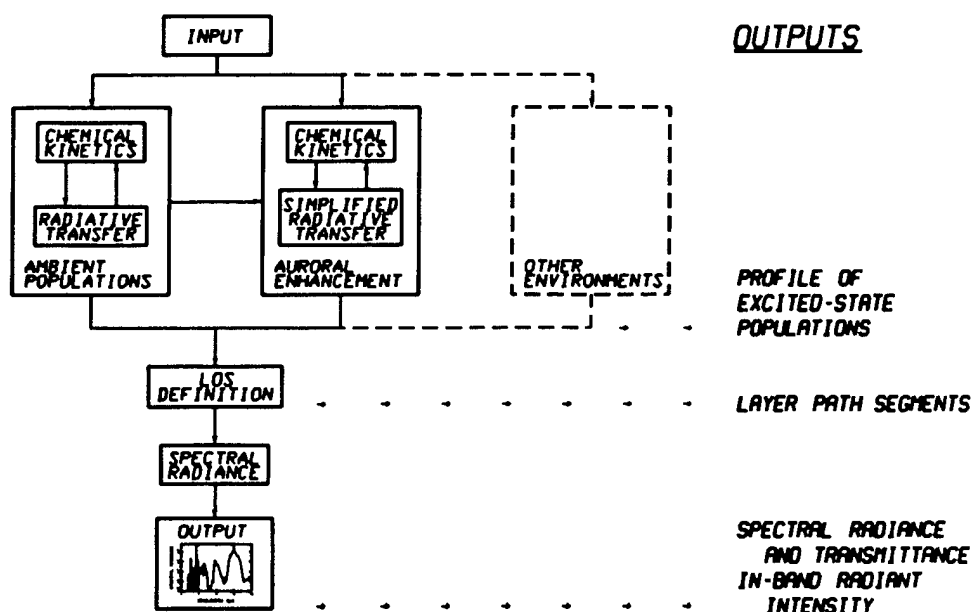 INPUT
OUTPUTS
CHEMICAL
KINETICS
RADIATIVE
TRANSFER
AMBIENT
POPULATIONS
CHEMICAL
KINETICS
SIMPLIFIED
RADIATIVE
TRANSFER
AURORAL
ENHANCEMENT
OTHER
ENVIRONMENTS
PROFILE OF
EXCITED-STATE
POPULATIONS
LOS
DEFINITION
LAYER PATH SEGMENTS
SPECTRAL
RADIANCE
OUTPUT
SPECTRAL RADIANCE
AND TRANSMITTANCE
IN-BAND RADIANT
INTENSITY